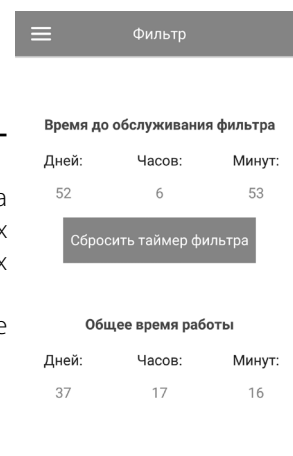 Фильтр
Время до обслуживания фильтра
Дней: Часов: Минут:
52 6 53
Сбросить таймер фильтра
Общее время работы
Дней: Часов: Минут:
37 17 16